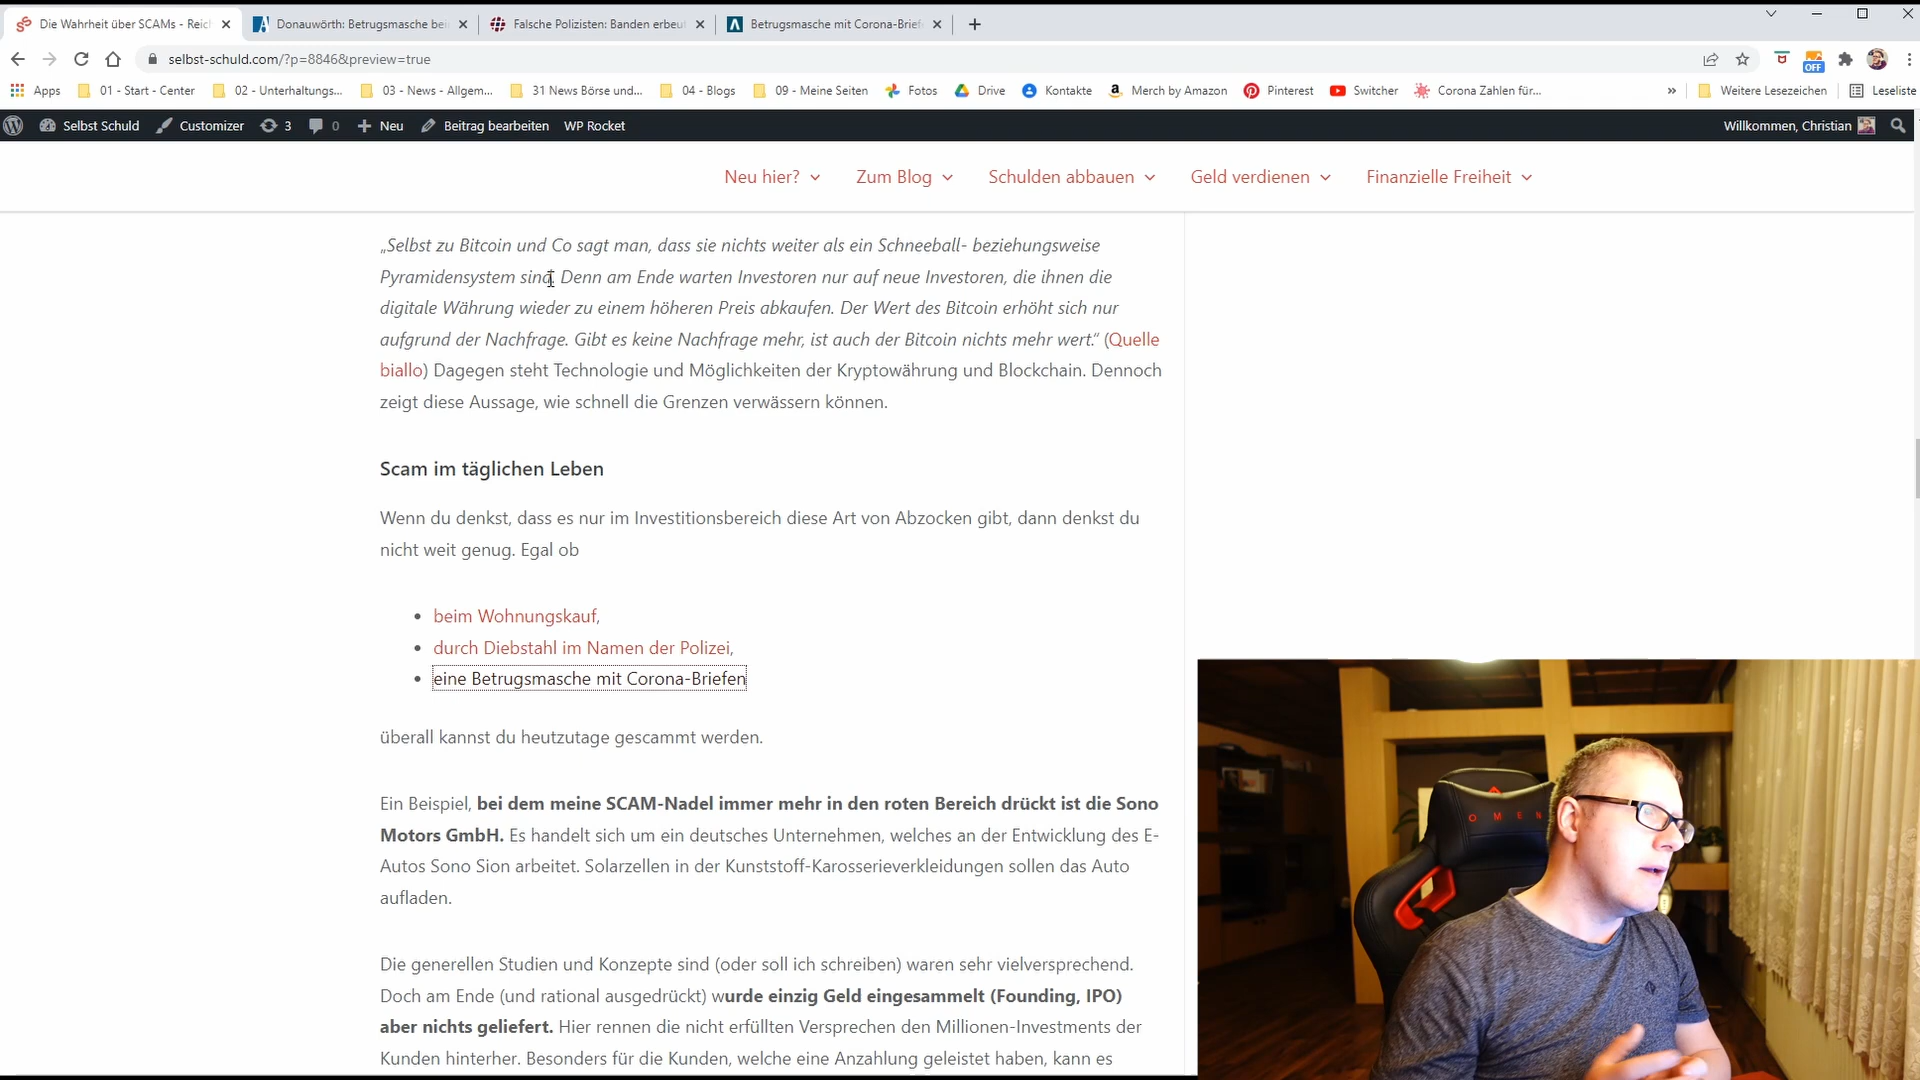 Die Wahrheit über SCAMs - Reich
Donauwörth: Betrugsmasche bei
Falsche Polizisten: Banden erbeut
Betrugsmasche mit Corona-Brief
selbst-schuld.com/?p=8846&preview=true
OFF
Apps
01 - Start - Center
02 - Unterhaltungs...
03 - News - Allgem...
31 News Börse und...
04 - Blogs
09 - Meine Seiten
Fotos
Drive
Kontakte
Merch by Amazon
Pinterest
Switcher
Corona Zahlen für...
»
Weitere Lesezeichen
Leseliste
Selbst Schuld
Customizer
3
0
Neu
Beitrag bearbeiten
WP Rocket
Willkommen, Christian
Neu hier?
Zum Blog
Schulden abbauen
Geld verdienen
Finanzielle Freiheit
„Selbst zu Bitcoin und Co sagt man, dass sie nichts weiter als ein Schneeball- beziehungsweise
Pyramidensystem sind. Denn am Ende warten Investoren nur auf neue Investoren, die ihnen die
digitale Währung wieder zu einem höheren Preis abkaufen. Der Wert des Bitcoin erhöht sich nur
aufgrund der Nachfrage. Gibt es keine Nachfrage mehr, ist auch der Bitcoin nichts mehr wert.“ (Quelle
biallo) Dagegen steht Technologie und Möglichkeiten der Kryptowährung und Blockchain. Dennoch
zeigt diese Aussage, wie schnell die Grenzen verwässern können.
Scam im täglichen Leben
Wenn du denkst, dass es nur im Investitionsbereich diese Art von Abzocken gibt, dann denkst du
nicht weit genug. Egal ob
• beim Wohnungskauf,
• durch Diebstahl im Namen der Polizei,
• eine Betrugsmasche mit Corona-Briefen
überall kannst du heutzutage gescammt werden.
Ein Beispiel, bei dem meine SCAM-Nadel immer mehr in den roten Bereich drückt ist die Sono
Motors GmbH. Es handelt sich um ein deutsches Unternehmen, welches an der Entwicklung des E-
Autos Sono Sion arbeitet. Solarzellen in der Kunststoff-Karosserieverkleidungen sollen das Auto
aufladen.
Die generellen Studien und Konzepte sind (oder soll ich schreiben) waren sehr vielversprechend.
Doch am Ende (und rational ausgedrückt) wurde einzig Geld eingesammelt (Founding, IPO)
aber nichts geliefert. Hier rennen die nicht erfüllten Versprechen den Millionen-Investments der
Kunden hinterher. Besonders für die Kunden, welche eine Anzahlung geleistet haben, kann es
OMEN